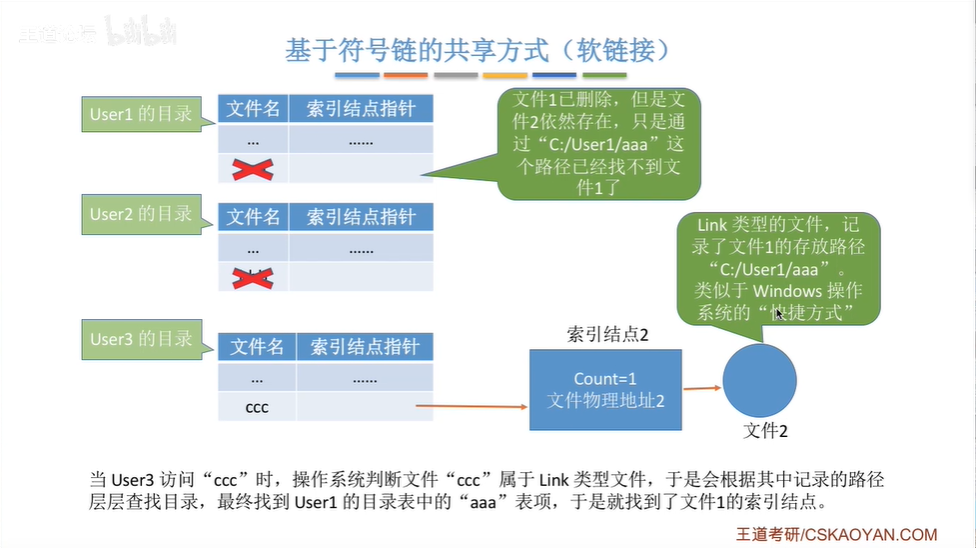 基于符号链的共享方式（软链接）
User1 的目录
文件名 索引结点指针
... ……
文件1已删除，但是文
件2依然存在，只是通
过“C:/User1/aaa”这
个路径已经找不到文
件1了
User2 的目录
文件名 索引结点指针
... ……
Link 类型的文件，记
录了文件1的存放路径
“C:/User1/aaa”。
类似于 Windows 操作
系统的“快捷方式”
User3 的目录
文件名 索引结点指针
... ……
ccc
索引结点2
Count=1
文件物理地址2
文件2
当 User3 访问“ccc”时，操作系统判断文件“ccc”属于 Link 类型文件，于是会根据其中记录的路径
层层查找目录，最终找到 User1 的目录表中的“aaa”表项，于是就找到了文件1的索引结点。
王道考研/CSKAOYAN.COM